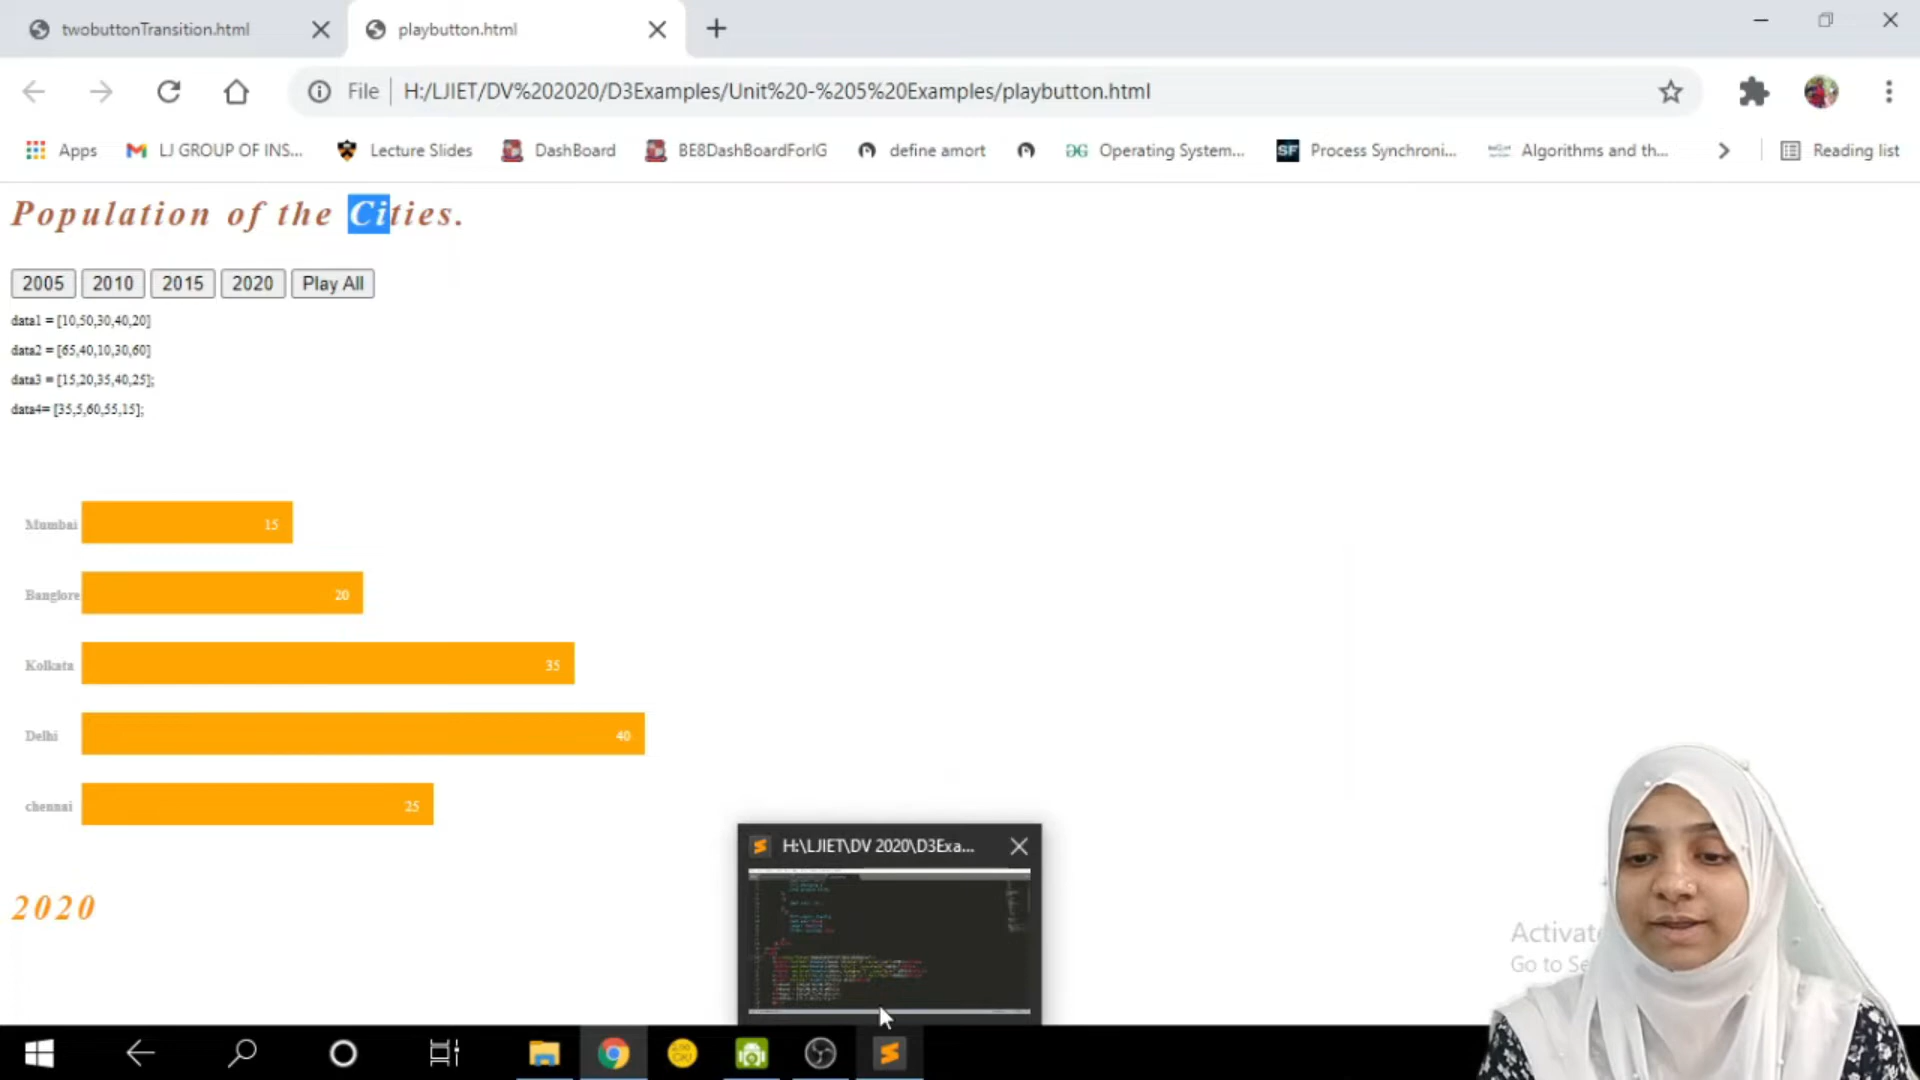 twobuttonTransition.html
playbutton.html
File
H:/LJIET/DV%202020/D3Examples/Unit%20-%205%20Examples/playbutton.html
Apps
LJ GROUP OF INS...
Lecture Slides
DashBoard
BE8DashBoardForIG
define amort
Operating System...
SF
Process Synchroni...
Algorithms and th...
Reading list
Population of the Cities.
2005 2010 2015 2020 Play All
data1 = [10,50,30,40,20]
data2 = [65,40,10,30,60]
data3 = [15,20,35,40,25];
data4= [35,5,60,55,15];
Mumbai 15
Banglore 20
Kolkata 35
Delhi 40
chennai 25
2020
H:\LJIET\DV 2020\D3Exa...
Activate
Go to Se